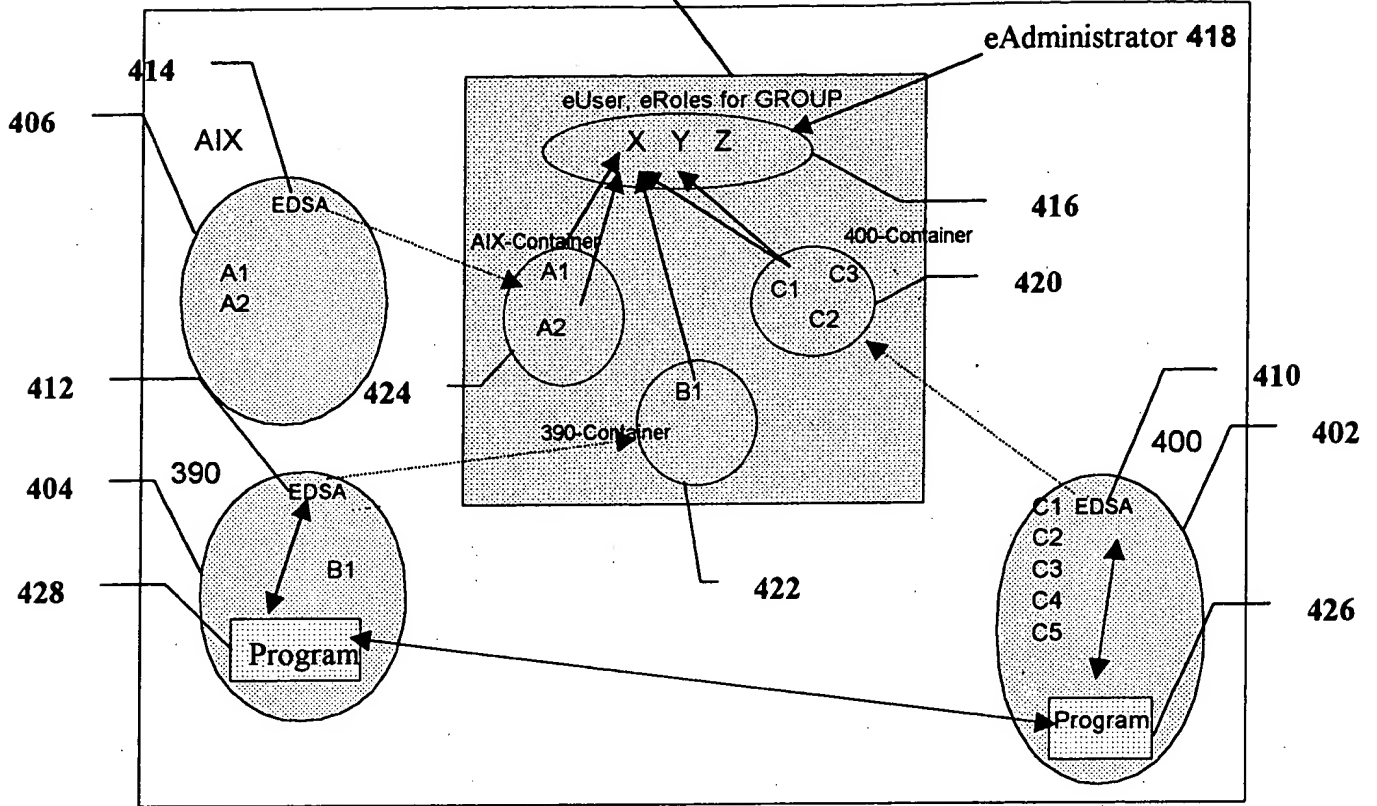 eAdministrator 418
414
eUser, eRoles for GROUP
406
AIX
X Y Z
EDSA
416
AIX-Container
400-Container
A1
A2
A1
C1
C3
420
A2
C2
412
424
B1
410
390-Container
400
402
390
404
EDSA
C1 EDSA
C2
B1
C3
428
422
C4
426
C5
Program
Program